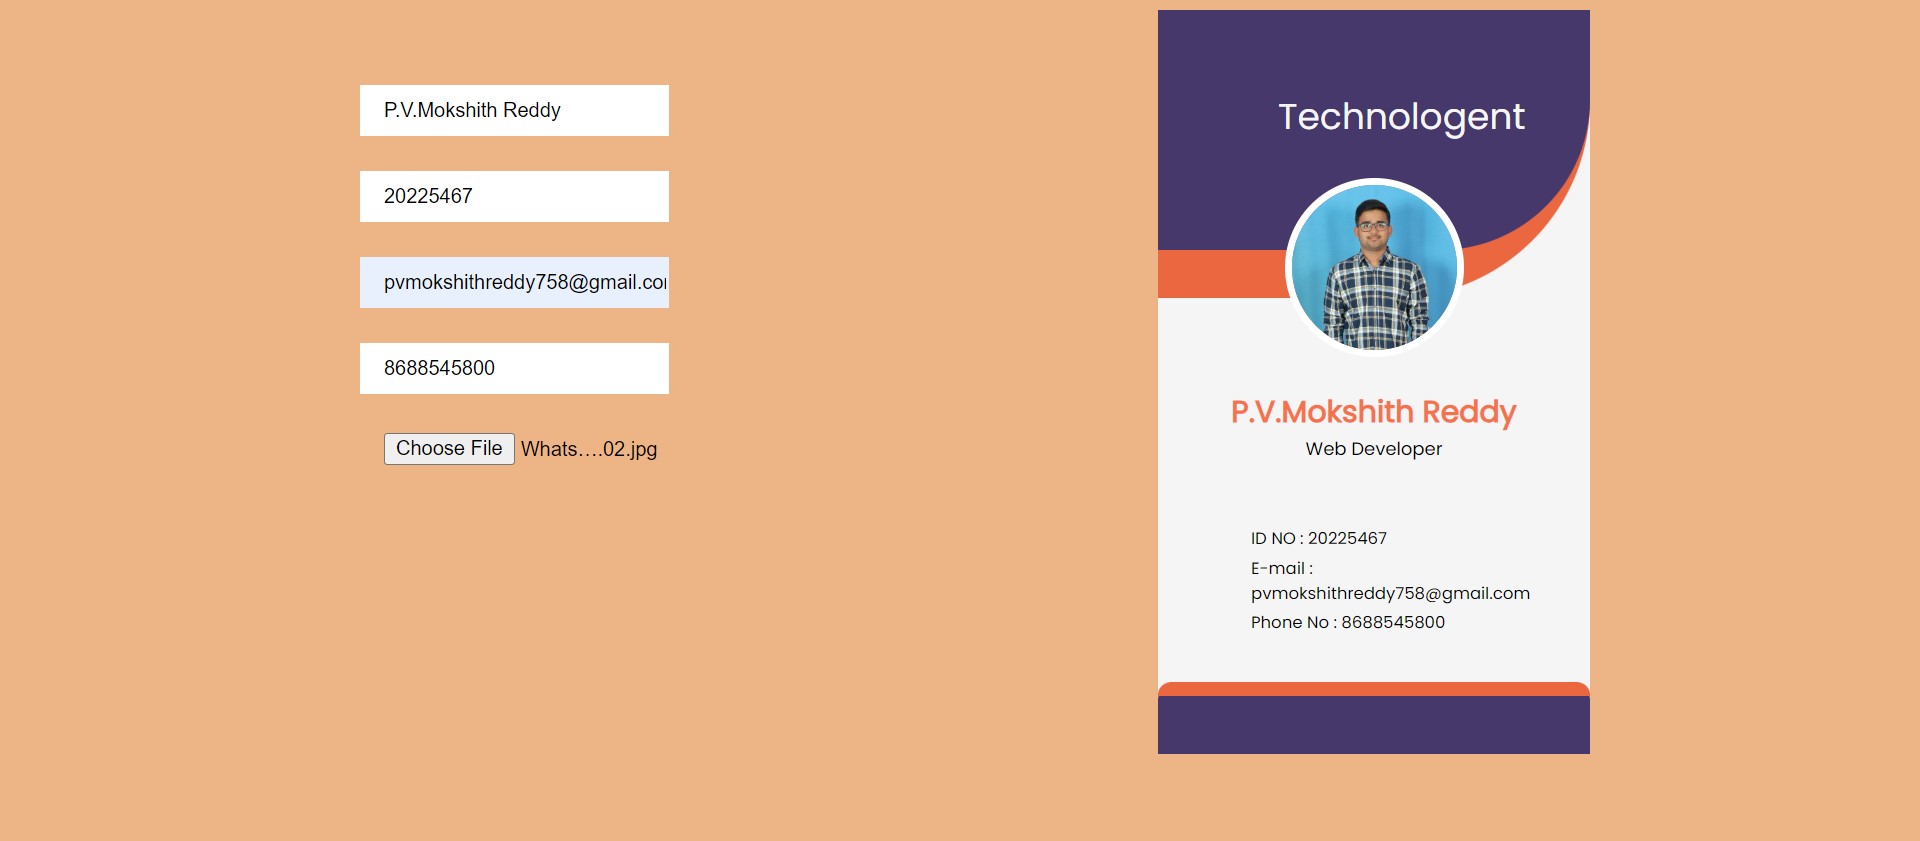 P.V.Mokshith Reddy
20225467
pvmokshithreddy758@gmail.co
8688545800
Choose File Whats....02.jpg
Technologent
P.V.Mokshith Reddy
Web Developer
ID NO : 20225467
E-mail :
pvmokshithreddy758@gmail.com
Phone No : 8688545800